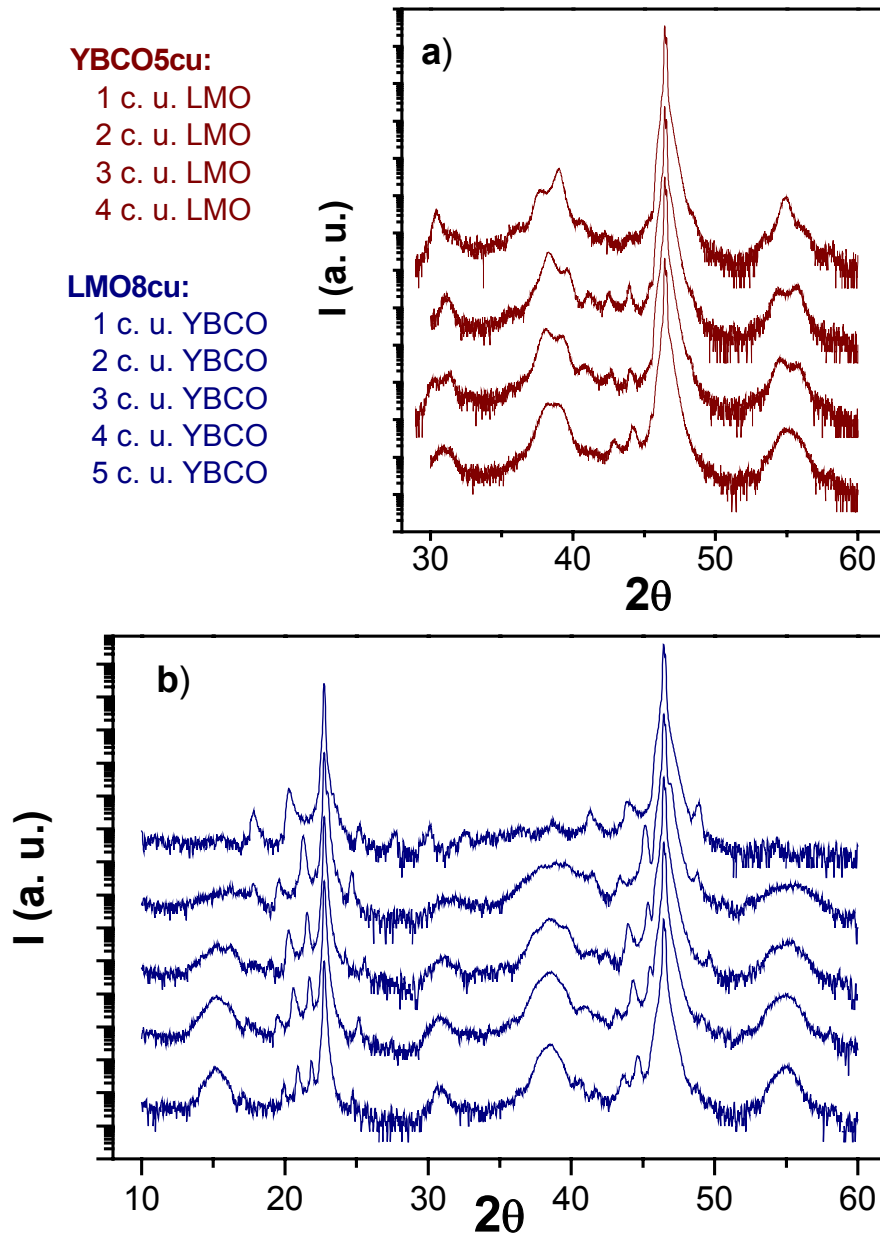 YBCO5cu:
1 c. u. LMO
2 c. u. LMO
3 c. u. LMO
4 c. u. LMO
LMO8cu:
1 c. u. YBCO
2 c. u. YBCO
3 c. u. YBCO
4 c. u. YBCO
5 c. u. YBCO
a)
I (a. u.)
30 40 50 60
2θ
b)
I (a. u.)
10 20 30 40 50 60
2θ